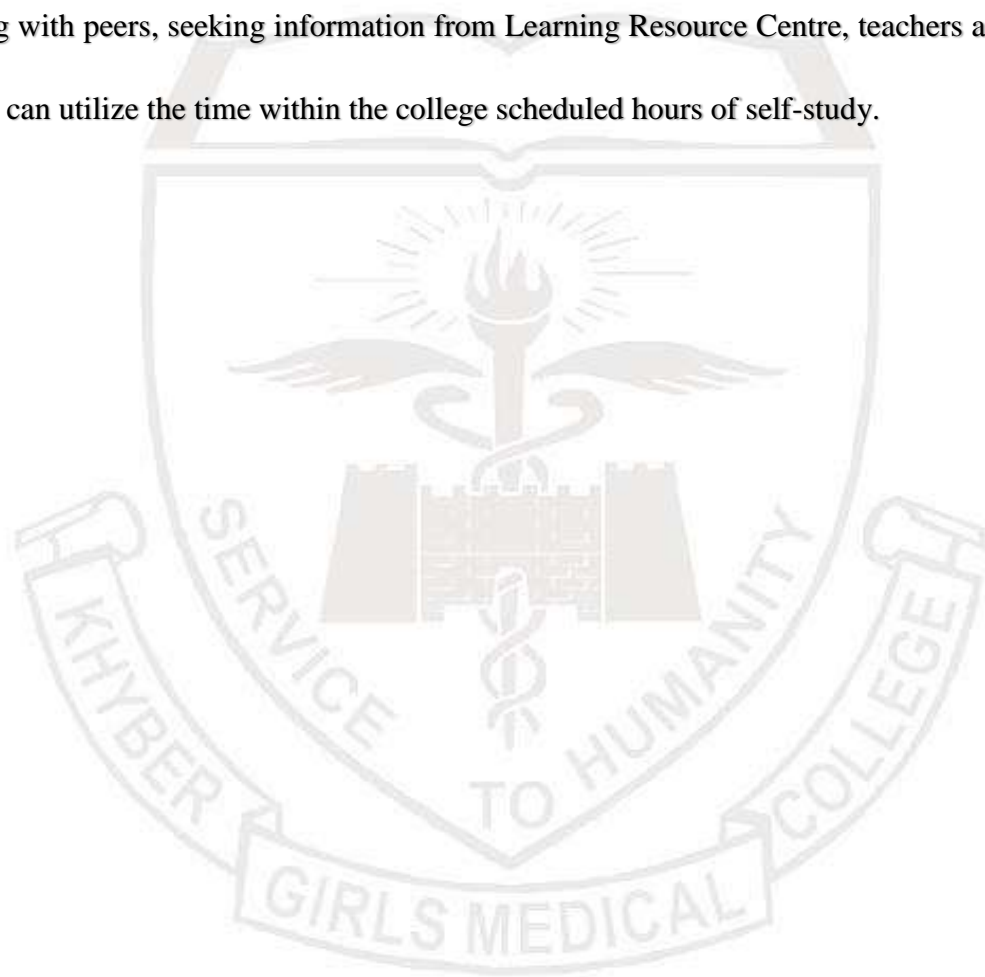 g with peers, seeking information from Learning Resource Centre, teachers a
can utilize the time within the college scheduled hours of self-study.
SERVICE TO HUMANITY
KHYBER GIRLS MEDICAL COLLEGE